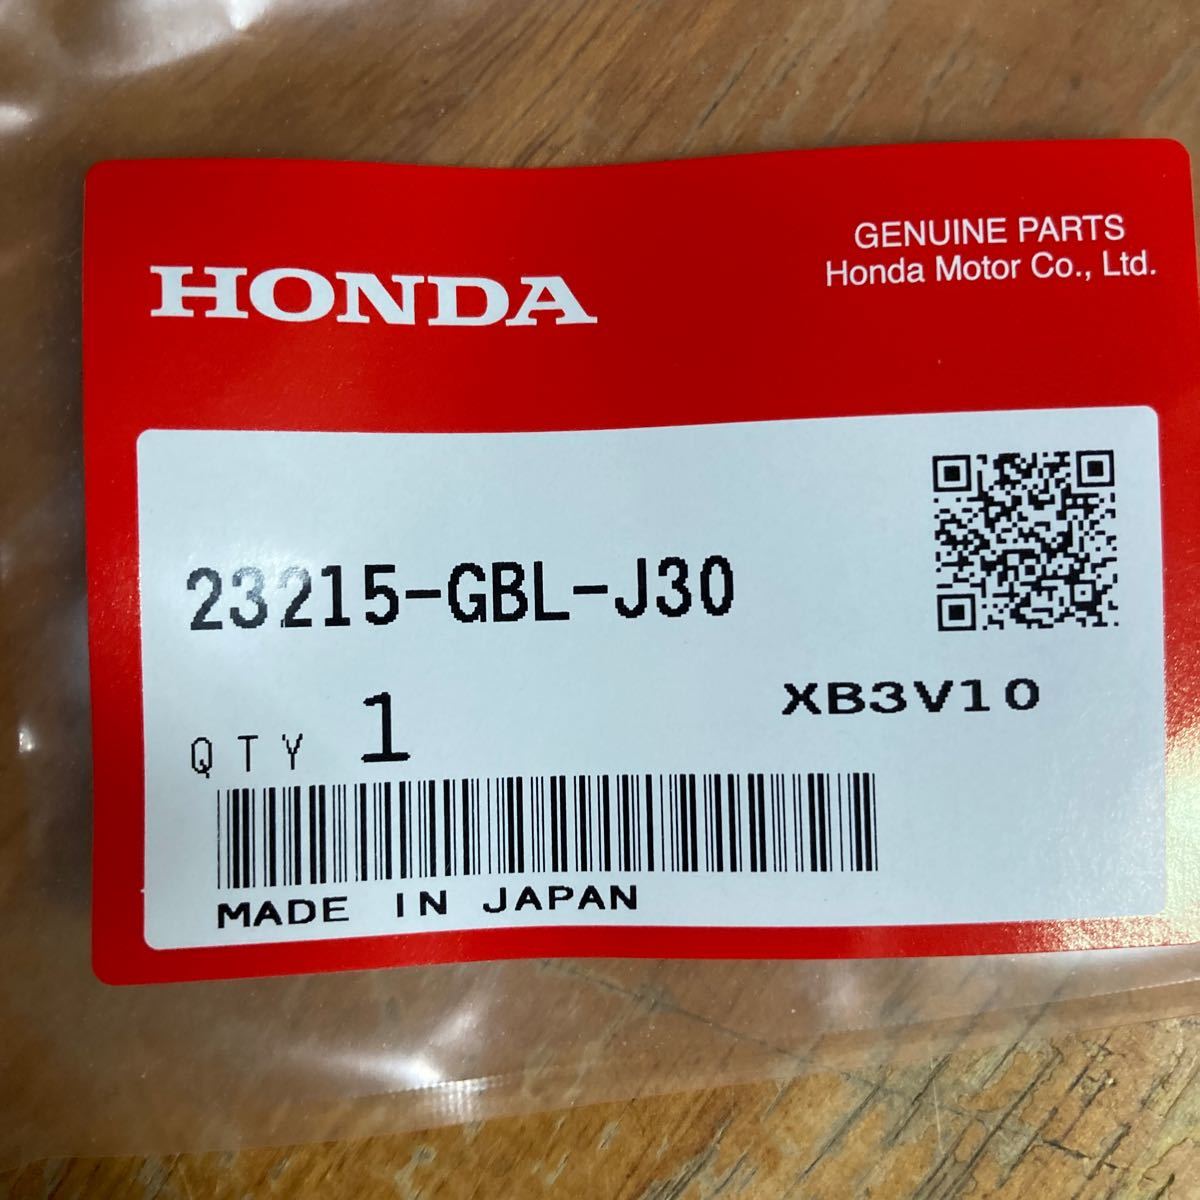 GENUINE PARTS
Honda Motor Co., Ltd.
HONDA
23215-GBL-J30
XB3V10
QTY 1
MADE IN JAPAN